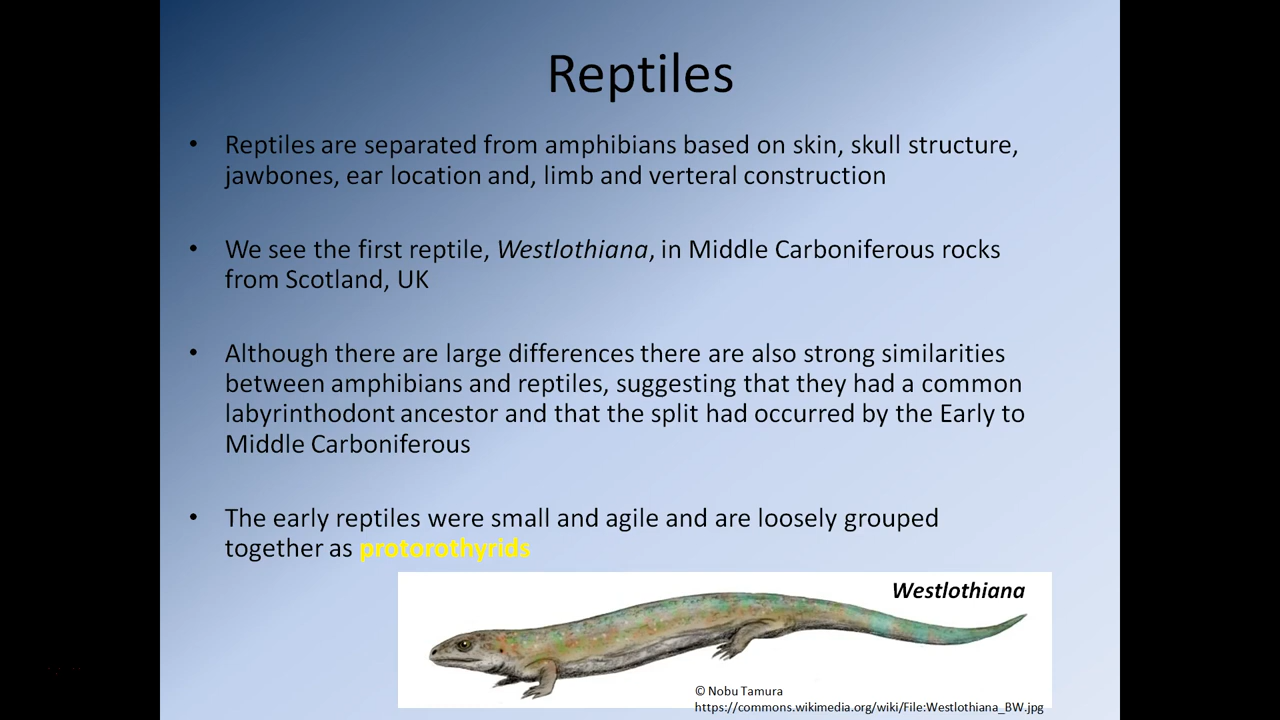 Reptiles
• Reptiles are separated from amphibians based on skin, skull structure,
jawbones, ear location and, limb and verteral construction
• We see the first reptile, Westlothiana, in Middle Carboniferous rocks
from Scotland, UK
• Although there are large differences there are also strong similarities
between amphibians and reptiles, suggesting that they had a common
labyrinthodont ancestor and that the split had occurred by the Early to
Middle Carboniferous
• The early reptiles were small and agile and are loosely grouped
together as protorothyrids
Westlothiana
© Nobu Tamura
https://commons.wikimedia.org/wiki/File:Westlothiana_BW.jpg